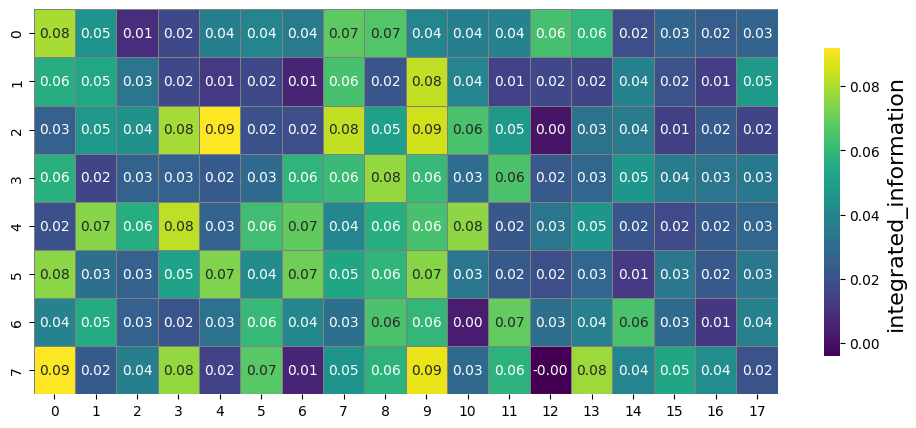 0 0.08 0.05 0.01 0.02 0.04 0.04 0.04 0.07 0.07 0.04 0.04 0.04 0.06 0.06 0.02 0.03 0.02 0.03
1 0.06 0.05 0.03 0.02 0.01 0.02 0.01 0.06 0.02 0.08 0.04 0.01 0.02 0.02 0.04 0.02 0.01 0.05
2 0.03 0.05 0.04 0.08 0.09 0.02 0.02 0.08 0.05 0.09 0.06 0.05 0.00 0.03 0.04 0.01 0.02 0.02
3 0.06 0.02 0.03 0.03 0.02 0.03 0.06 0.06 0.08 0.06 0.03 0.06 0.02 0.03 0.05 0.04 0.03 0.03
4 0.02 0.07 0.06 0.08 0.03 0.06 0.07 0.04 0.06 0.06 0.08 0.02 0.03 0.05 0.02 0.02 0.02 0.03
5 0.08 0.03 0.03 0.05 0.07 0.04 0.07 0.05 0.06 0.07 0.03 0.02 0.02 0.03 0.01 0.03 0.02 0.03
6 0.04 0.05 0.03 0.02 0.03 0.06 0.04 0.03 0.06 0.06 0.00 0.07 0.03 0.04 0.06 0.03 0.01 0.04
7 0.09 0.02 0.04 0.08 0.02 0.07 0.01 0.05 0.06 0.09 0.03 0.06 -0.00 0.08 0.04 0.05 0.04 0.02
0 1 2 3 4 5 6 7 8 9 10 11 12 13 14 15 16 17
0.08
0.06
0.04
0.02
0.00
integrated_information